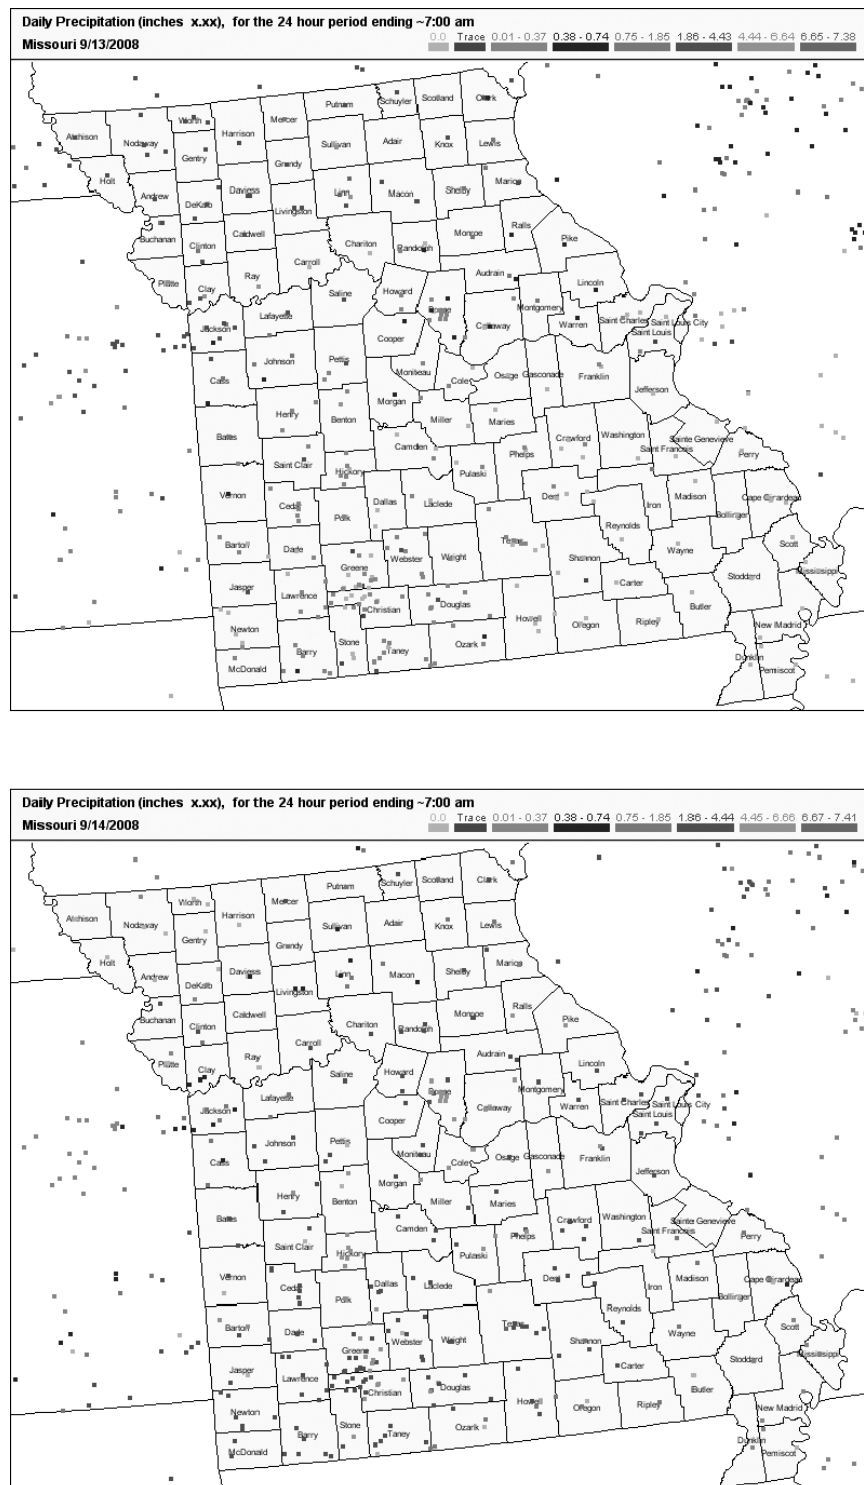 Daily Precipitation (inches x.xx), for the 24 hour period ending ~7:00 am
Missouri 9/13/2008
0.0 Trace 0.01 - 0.37 0.38 - 0.74 0.75 - 1.85 1.86 - 4.43 4.44 - 6.64 6.65 - 7.38
Putnam Schuyler Scotland Clark
Atchison Nodaway Worth Harrison Mercer Sullivan Adair Knox Lewis
Holt Andrew Gentry DeKalb Daviess Grundy Livingston Linn Macon Shelby Marion
Buchanan Clinton Caldwell Carroll Chariton Randolph Monroe Ralls Pike
Platte Clay Ray Saline Howard Audrain Lincoln
Jackson Lafayette Cooper Boone Callaway Montgomery Warren Saint Charles Saint Louis City
Saint Louis
Cass Johnson Pettis Moniteau Cole Osage Gasconade Franklin Jefferson
Bates Henry Benton Morgan Miller Maries
Camden Crawford Washington Sainte Genevieve
Saint Clair Hickory Pulaski Phelps Saint Francois Perry
Vernon Cedar Polk Dallas Laclede Dent Iron Madison Bollinger Cape Girardeau
Barton Dade Greene Webster Wright Texas Shannon Reynolds Wayne Scott
Jasper Lawrence Christian Douglas Carter Stoddard Mississippi
Newton Stone Howell Oregon Ripley Butler New Madrid
McDonald Barry Taney Ozark Dunklin Pemiscot
Daily Precipitation (inches x.xx), for the 24 hour period ending ~7:00 am
Missouri 9/14/2008
0.0 Trace 0.01 - 0.37 0.38 - 0.74 0.75 - 1.85 1.86 - 4.44 4.45 - 6.66 6.67 - 7.41
Putnam Schuyler Scotland Clark
Atchison Nodaway Worth Harrison Mercer Sullivan Adair Knox Lewis
Holt Andrew Gentry DeKalb Daviess Grundy Livingston Linn Macon Shelby Marion
Buchanan Clinton Caldwell Carroll Chariton Randolph Monroe Ralls Pike
Platte Clay Ray Saline Howard Audrain Lincoln
Jackson Lafayette Cooper Boone Callaway Montgomery Warren Saint Charles Saint Louis City
Saint Louis
Cass Johnson Pettis Moniteau Cole Osage Gasconade Franklin Jefferson
Bates Henry Benton Morgan Miller Maries
Camden Crawford Washington Sainte Genevieve
Saint Clair Hickory Pulaski Phelps Saint Francois Perry
Vernon Cedar Polk Dallas Laclede Dent Iron Madison Bollinger Cape Girardeau
Barton Dade Greene Webster Wright Texas Shannon Reynolds Wayne Scott
Jasper Lawrence Christian Douglas Carter Stoddard Mississippi
Newton Stone Howell Oregon Ripley Butler New Madrid
McDonald Barry Taney Ozark Dunklin Pemiscot